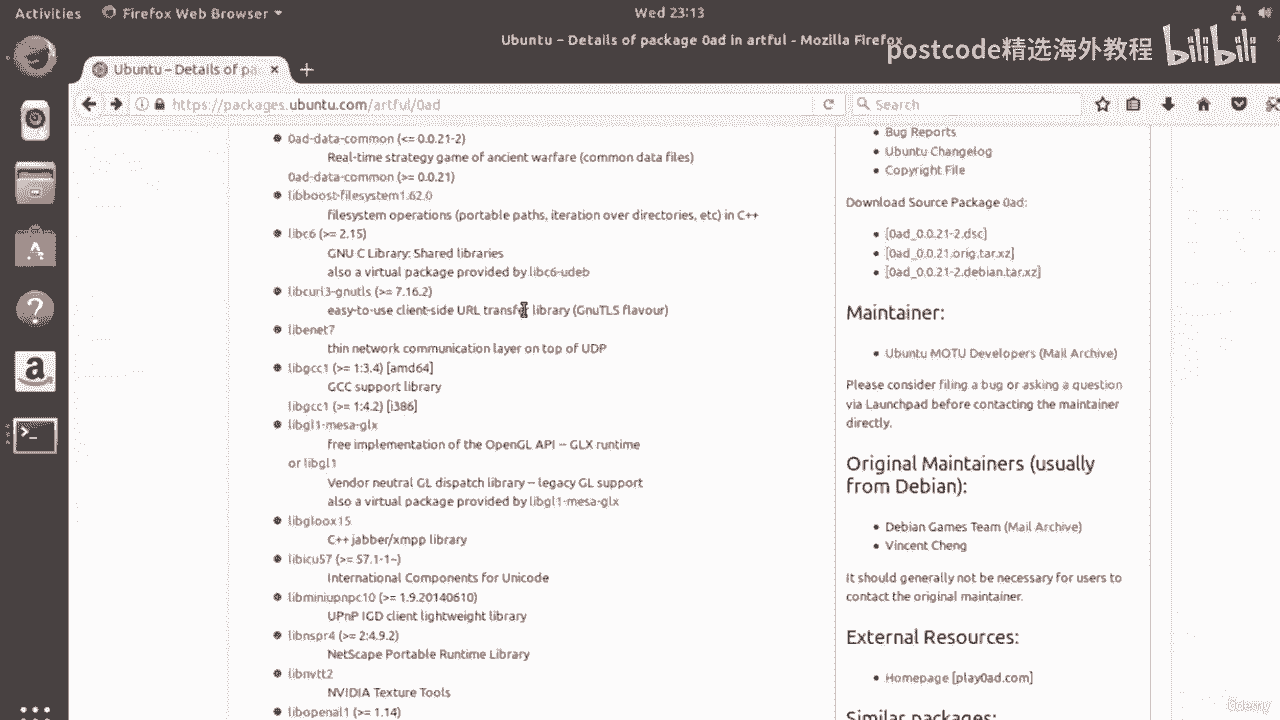 Activities
Firefox Web Browser
Wed 23:13
Ubuntu – Details of package 0ad in artful - Mozilla Firefox
postcode精选海外教程
bilibili
Ubuntu – Details of pa
https://packages.ubuntu.com/artful/0ad
Search
0ad-data-common (<= 0.0.21-2)
Real-time strategy game of ancient warfare (common data files)
0ad-data-common (>= 0.0.21)
libboost-filesystem1.62.0
filesystem operations (portable paths, iteration over directories, etc) in C++
libc6 (>= 2.15)
GNU C Library: Shared libraries
also a virtual package provided by libc6-udeb
libcurl3-gnutls (>= 7.16.2)
easy-to-use client-side URL transfer library (GnuTLS flavour)
libenet7
thin network communication layer on top of UDP
libgcc1 (>= 1:3.4) [amd64]
GCC support library
libgcc1 (>= 1:4.2) [i386]
libgl1-mesa-glx
free implementation of the OpenGL API -- GLX runtime
or libgl1
Vendor neutral GL dispatch library -- legacy GL support
also a virtual package provided by libgl1-mesa-glx
libgloox15
C++ jabber/xmpp library
libicu57 (>= 57.1-1~)
International Components for Unicode
libminiupnpc10 (>= 1.9.20140610)
UPnP IGD client lightweight library
libnspr4 (>= 2:4.9.2)
NetScape Portable Runtime Library
libnvtt2
NVIDIA Texture Tools
libopenal1 (>= 1.14)
Bug Reports
Ubuntu Changelog
Copyright File
Download Source Package 0ad:
[0ad_0.0.21-2.dsc]
[0ad_0.0.21.orig.tar.xz]
[0ad_0.0.21-2.debian.tar.xz]
Maintainer:
Ubuntu MOTU Developers (Mail Archive)
Please consider filing a bug or asking a question
via Launchpad before contacting the maintainer
directly.
Original Maintainers (usually
from Debian):
Debian Games Team (Mail Archive)
Vincent Cheng
It should generally not be necessary for users to
contact the original maintainer.
External Resources:
Homepage [play0ad.com]
Similar packages:
Udemy